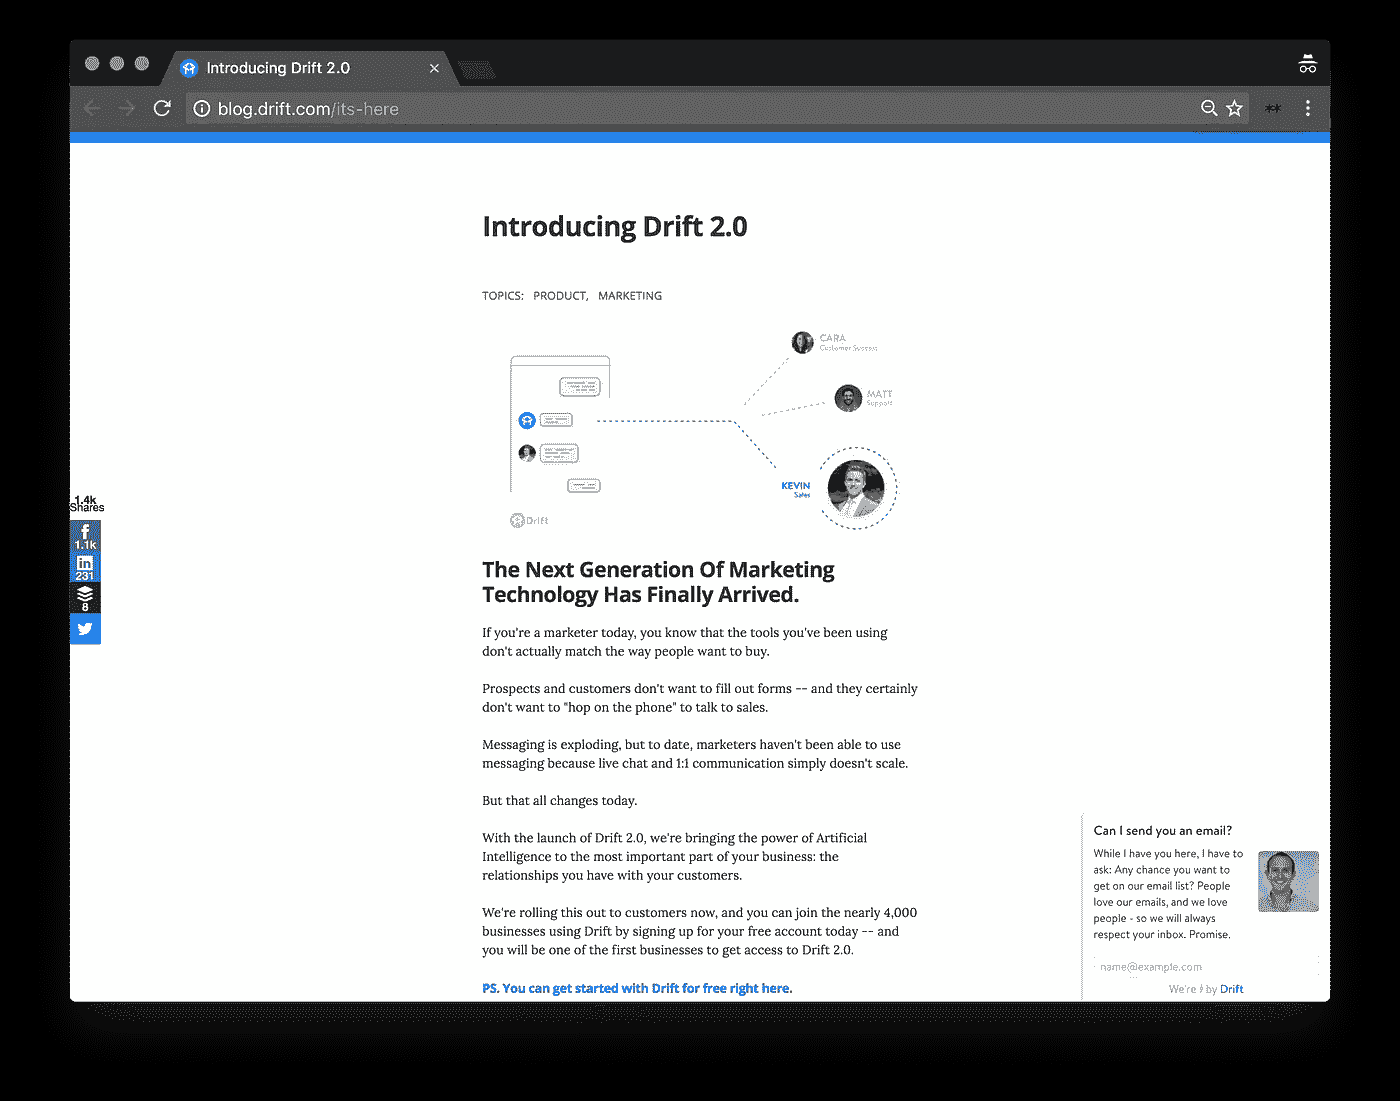 Introducing Drift 2.0
blog.drift.com/its-here
Introducing Drift 2.0
TOPICS: PRODUCT, MARKETING
CARA
Customer Success
MATT
Support
KEVIN
Sales
Drift
The Next Generation Of Marketing
Technology Has Finally Arrived.
If you're a marketer today, you know that the tools you've been using
don't actually match the way people want to buy.
Prospects and customers don't want to fill out forms -- and they certainly
don't want to "hop on the phone" to talk to sales.
Messaging is exploding, but to date, marketers haven't been able to use
messaging because live chat and 1:1 communication simply doesn't scale.
But that all changes today.
With the launch of Drift 2.0, we're bringing the power of Artificial
Intelligence to the most important part of your business: the
relationships you have with your customers.
We're rolling this out to customers now, and you can join the nearly 4,000
businesses using Drift by signing up for your free account today -- and
you will be one of the first businesses to get access to Drift 2.0.
PS. You can get started with Drift for free right here.
1.4k
Shares
1.1k
in
231
8
Can I send you an email?
While I have you here, I have to
ask: Any chance you want to
get on our email list? People
love our emails, and we love
people - so we will always
respect your inbox. Promise.
name@example.com
We're by Drift